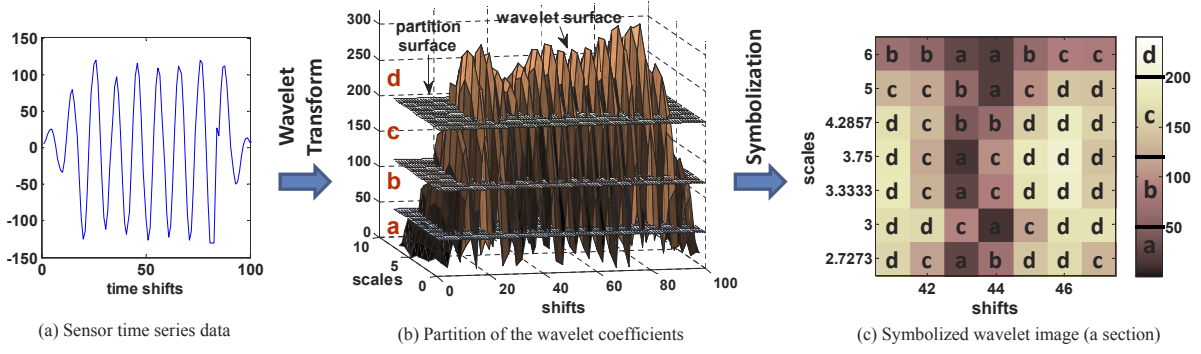 150
100
50
0
-50
-100
-150
0 50 100
time shifts
(a) Sensor time series data
Wavelet
Transform
300
250
200
150
100
50
0
partition
surface
wavelet surface
d
c
b
a
10
5
0
scales
0 20 40 60 80 100
shifts
(b) Partition of the wavelet coefficients
Symbolization
scales
6 b b a a b c c
5 c c b a c d d
4.2857 d c b b d d d
3.75 d c a c d d d
3.3333 d c a c d d d
3 d d c a c d d
2.7273 d c a b d d c
42 44 46
shifts
d
200
c
100
b
50
a
(c) Symbolized wavelet image (a section)